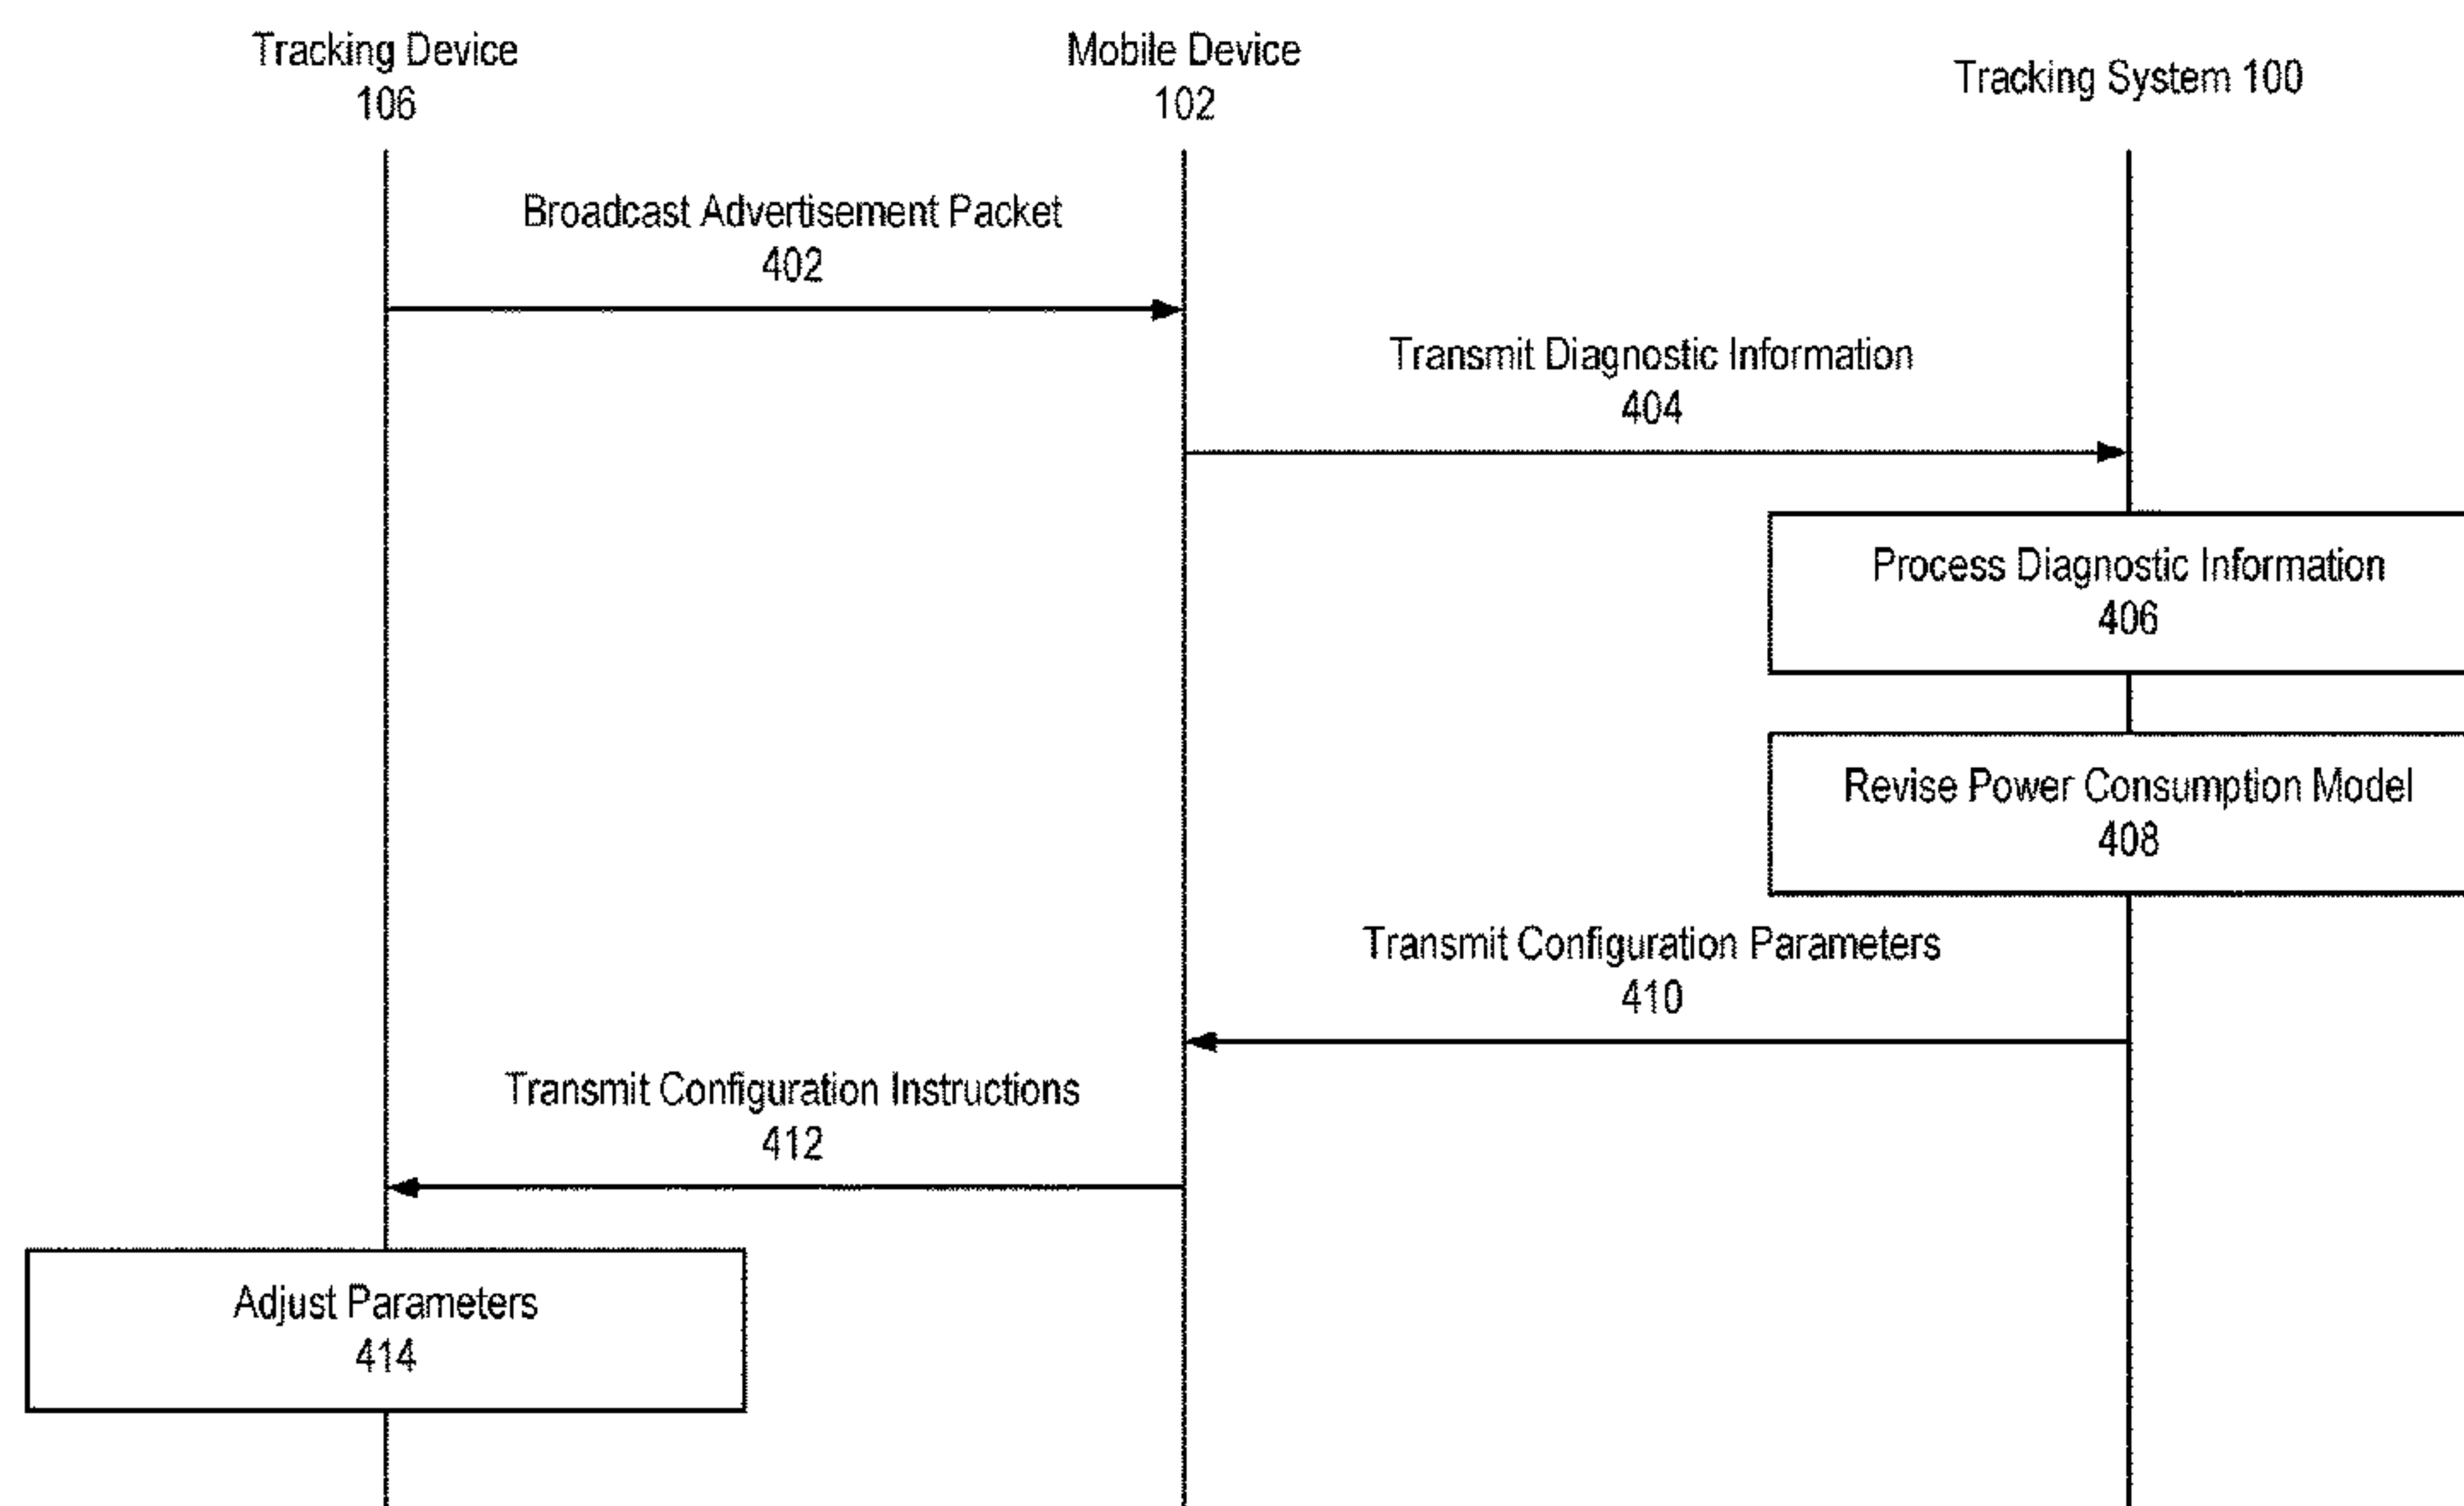 Tracking Device
106
Mobile Device
102
Tracking System 100
Broadcast Advertisement Packet
402
Transmit Diagnostic Information
404
Process Diagnostic Information
406
Revise Power Consumption Model
408
Transmit Configuration Parameters
410
Transmit Configuration Instructions
412
Adjust Parameters
414